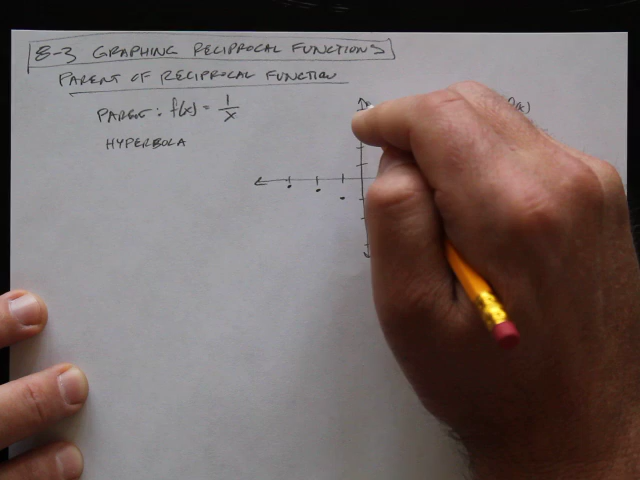 8-3 GRAPHING RECIPROCAL FUNCTIONS
PARENT OF RECIPROCAL FUNCTION
PARENT: f(x) = 1/x
HYPERBOLA